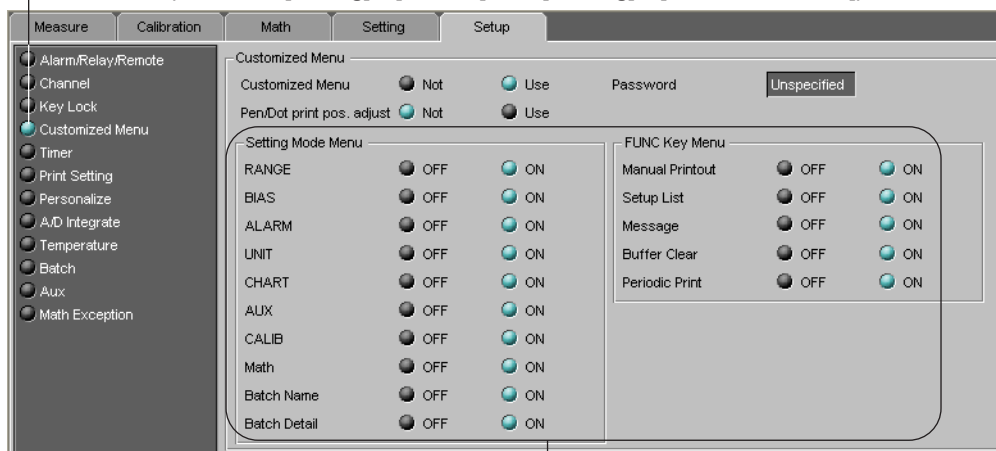 Measure Calibration Math Setting Setup
Alarm/Relay/Remote
Channel
Key Lock
Customized Menu
Timer
Print Setting
Personalize
A/D Integrate
Temperature
Batch
Aux
Math Exception
Customized Menu
Customized Menu Not Use Password Unspecified
Pen/Dot print pos. adjust Not Use
Setting Mode Menu
RANGE OFF ON
BIAS OFF ON
ALARM OFF ON
UNIT OFF ON
CHART OFF ON
AUX OFF ON
CALIB OFF ON
Math OFF ON
Batch Name OFF ON
Batch Detail OFF ON
FUNC Key Menu
Manual Printout OFF ON
Setup List OFF ON
Message OFF ON
Buffer Clear OFF ON
Periodic Print OFF ON